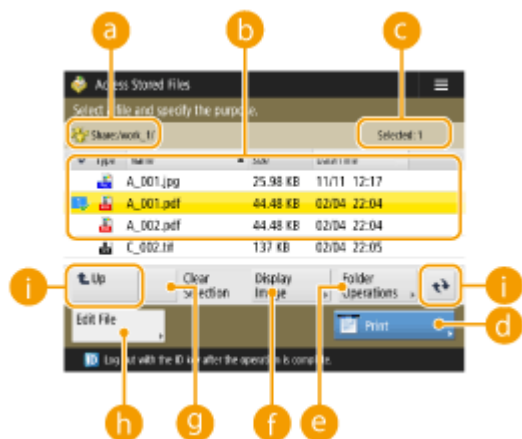 a b c
Access Stored Files
Select a file and specify the purpose.
Share:/work_1/ Selected: 1
Type Name Size Date/Time
A_001.jpg 25.98 KB 11/11 12:17
A_001.pdf 44.48 KB 02/04 22:04
A_002.pdf 44.48 KB 02/04 22:04
C_002.tif 137 KB 02/04 22:05
i Up Clear Selection Display Image Folder Operations i
Edit File Print d
ID Log out with the ID key after the operation is complete.
h g f e